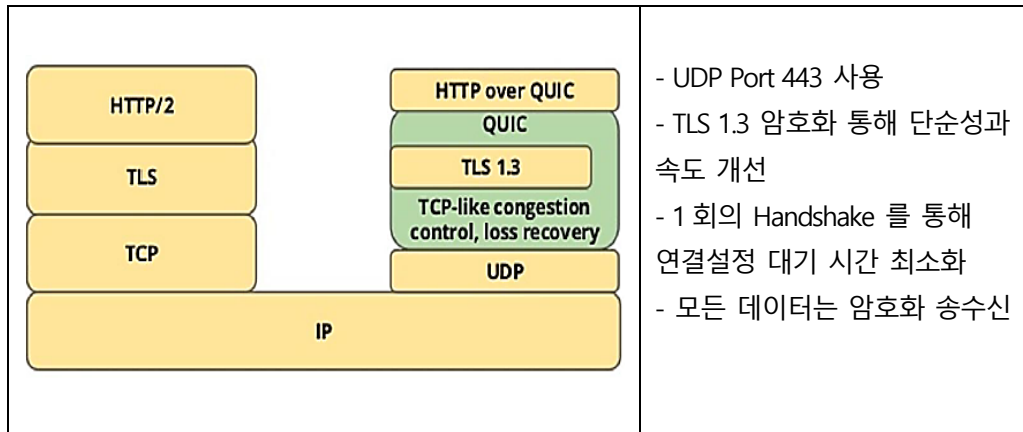 HTTP/2
TLS
TCP
HTTP over QUIC
QUIC
TLS 1.3
TCP-like congestion
control, loss recovery
UDP
IP
- UDP Port 443 사용
- TLS 1.3 암호화 통해 단순성과
속도 개선
- 1 회의 Handshake 를 통해
연결설정 대기 시간 최소화
- 모든 데이터는 암호화 송수신